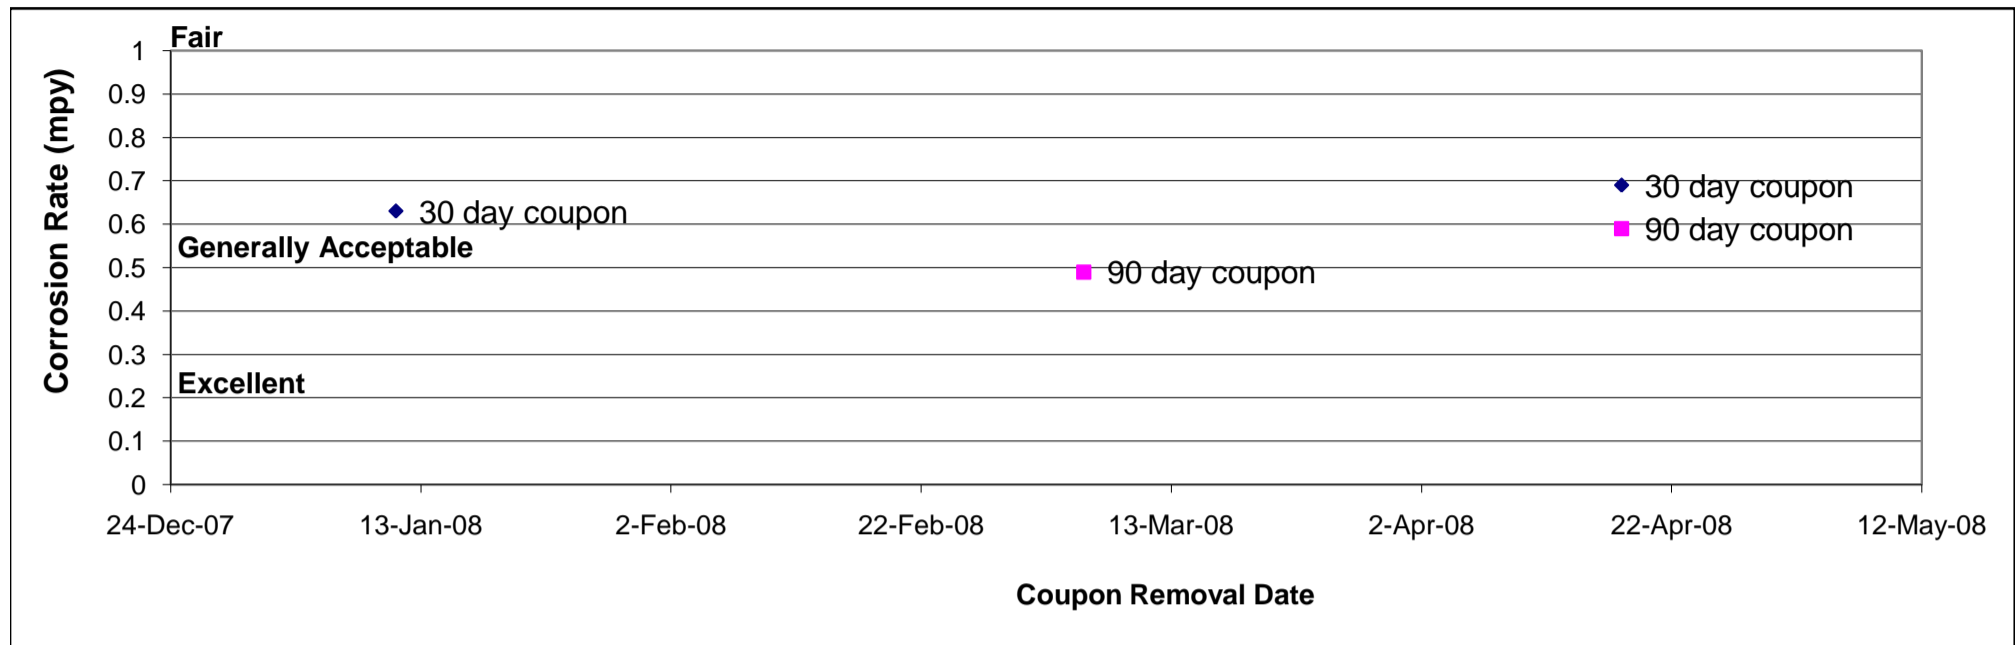 Fair
1
0.9
0.8
0.7
0.6
0.5
0.4
0.3
0.2
0.1
0
Corrosion Rate (mpy)
30 day coupon
30 day coupon
90 day coupon
Generally Acceptable
90 day coupon
Excellent
24-Dec-07 13-Jan-08 2-Feb-08 22-Feb-08 13-Mar-08 2-Apr-08 22-Apr-08 12-May-08
Coupon Removal Date